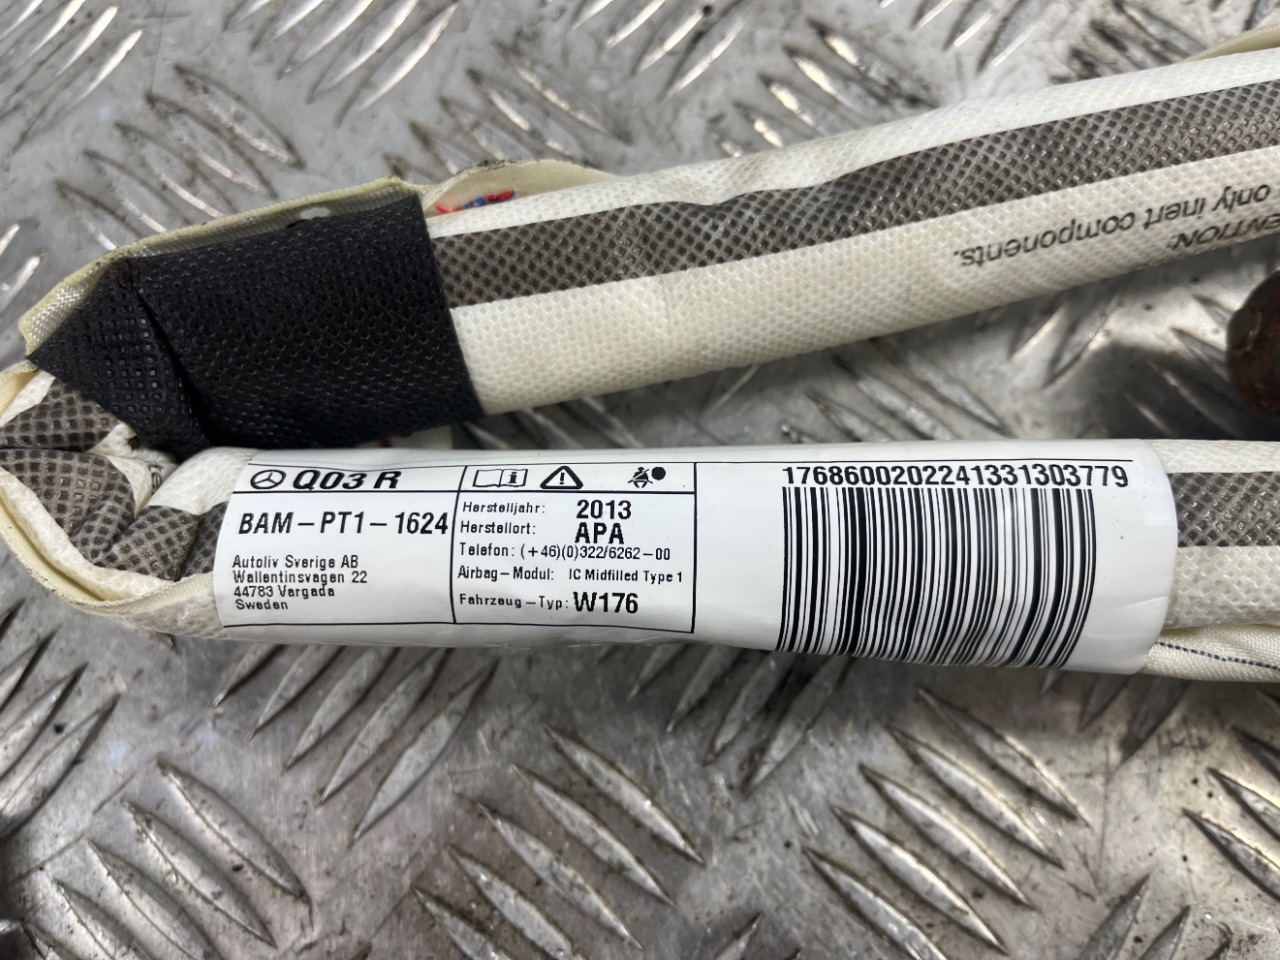 ENTION:
only inert components.
Q03 R
BAM-PT1-1624
Autoliv Sverige AB
Wallentinsvagen 22
44783 Vargada
Sweden
Herstelljahr: 2013
Herstellort: APA
Telefon: (+46)(0)322/6262-00
Airbag-Modul: IC Midfilled Type 1
Fahrzeug-Typ: W176
1768600202241331303779